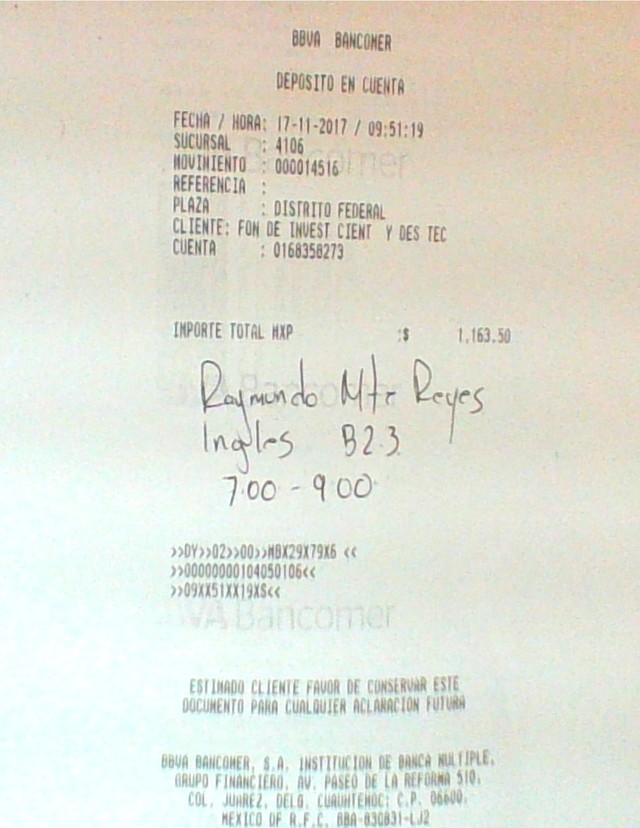 BBVA BANCOMER
DEPOSITO EN CUENTA
FECHA / HORA: 17-11-2017 / 09:51:19
SUCURSAL : 4106
MOVIMIENTO : 000014516
REFERENCIA :
PLAZA : DISTRITO FEDERAL
CLIENTE: FON DE INVEST CIENT Y DES TEC
CUENTA : 0168358273
IMPORTE TOTAL MXP :$ 1,163.50
Raymundo Mtz Reyes
Ingles B2.3
7:00 - 9:00
>>DY>>02>>00>>MBX29X79X6 <<
>>00000000104050106<<
>>09XX51XX19XS<<
ESTIMADO CLIENTE FAVOR DE CONSERVAR ESTE
DOCUMENTO PARA CUALQUIER ACLARACION FUTURA
BBVA BANCOMER, S.A. INSTITUCION DE BANCA MULTIPLE,
GRUPO FINANCIERO, AV. PASEO DE LA REFORMA 510,
COL. JUAREZ, DELG. CUAUHTEMOC; C.P. 06600,
MEXICO DF R.F.C. BBA-830831-LJ2